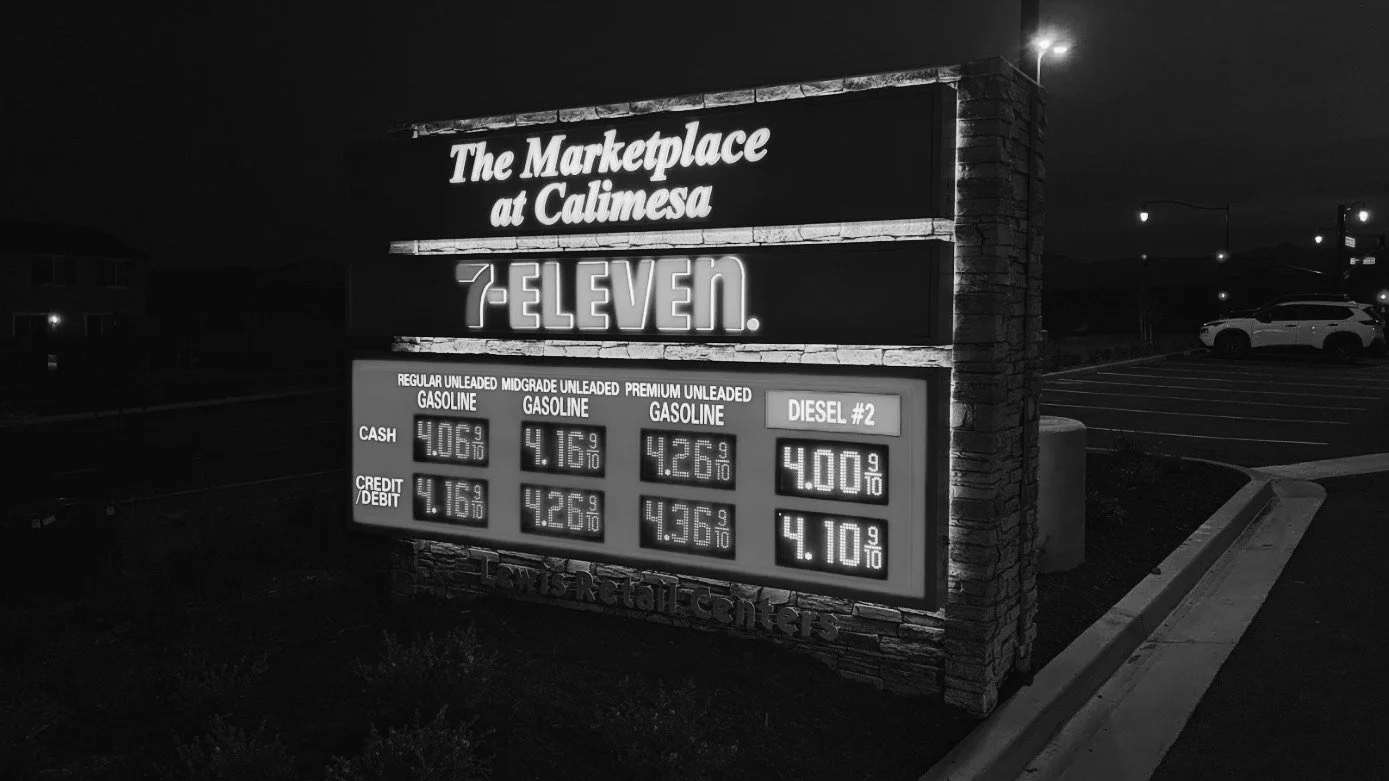 The Marketplace
at Calimesa
7-ELEVEN
REGULAR UNLEADED MIDGRADE UNLEADED PREMIUM UNLEADED
GASOLINE GASOLINE GASOLINE DIESEL #2
CASH 4.06 9/10 4.16 9/10 4.26 9/10 4.00 9/10
CREDIT
/DEBIT 4.16 9/10 4.26 9/10 4.36 9/10 4.10 9/10
Lewis Retail Centers